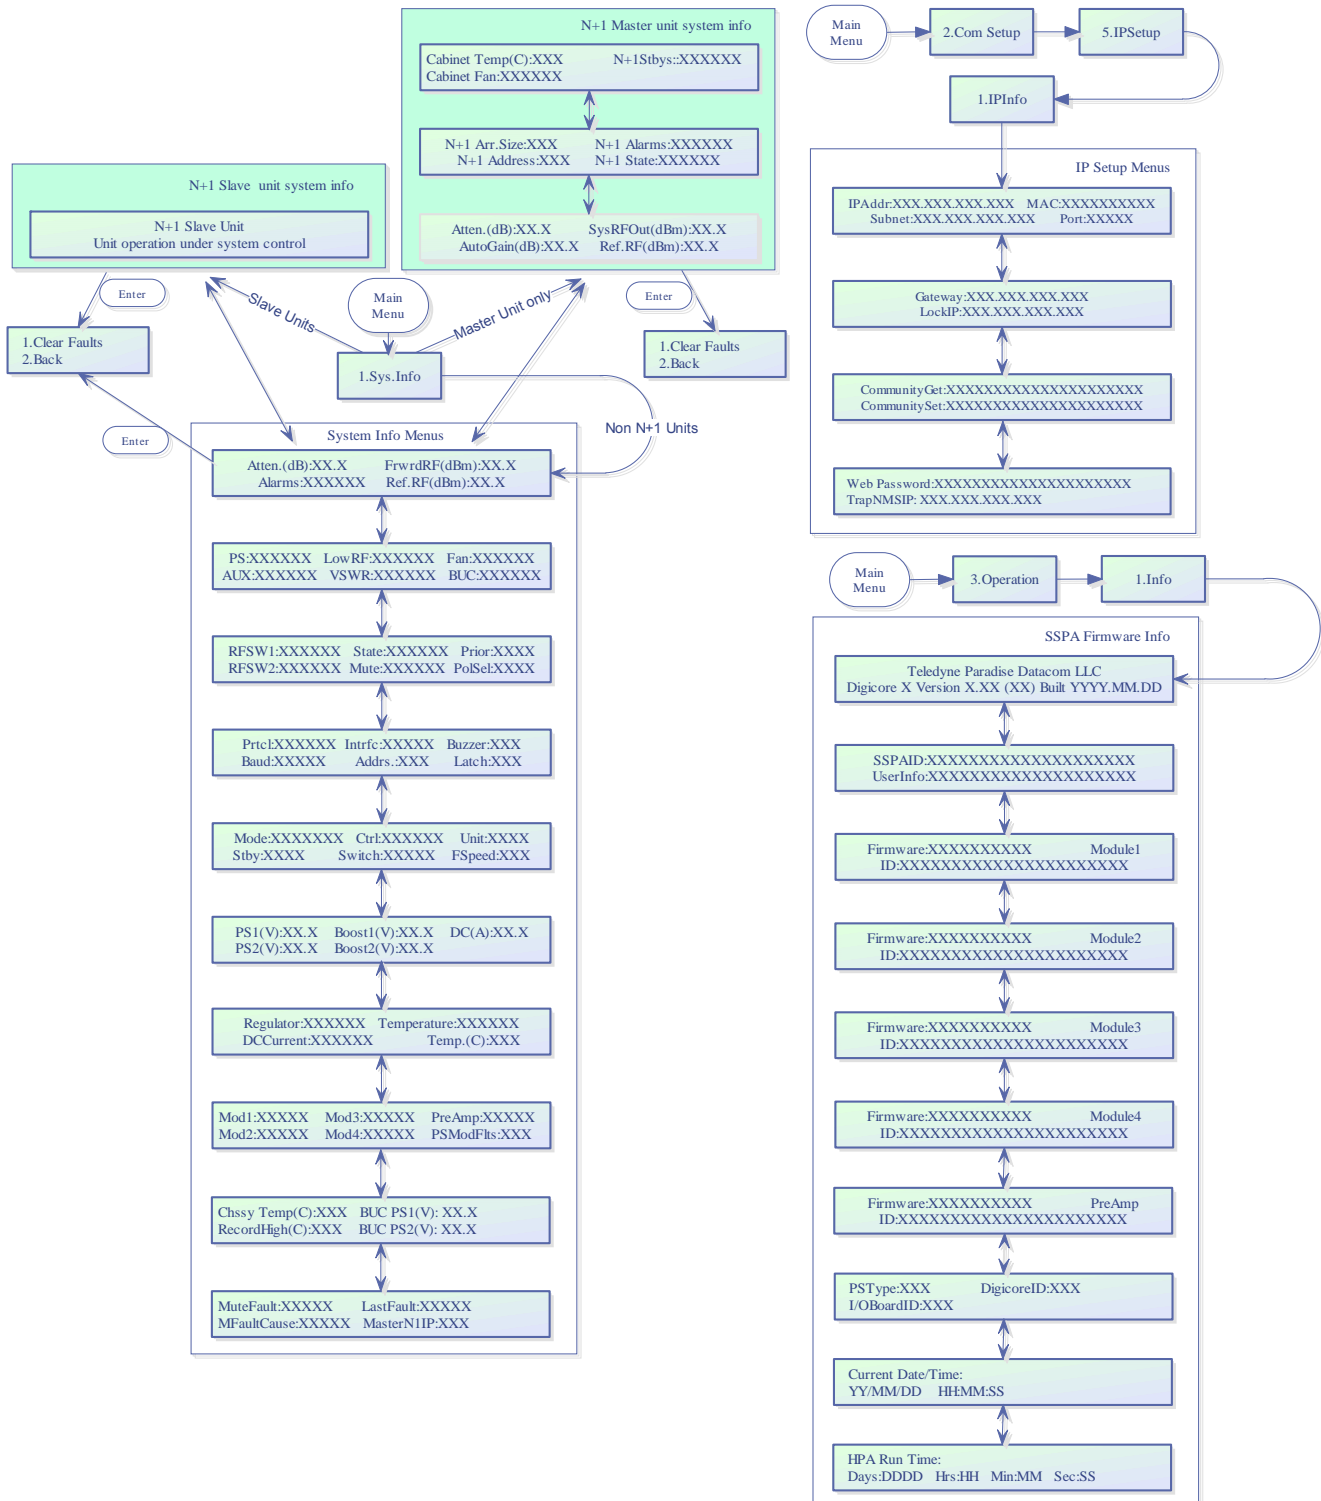 N+1 Master unit system info
Cabinet Temp(C):XXX N+1Stbys::XXXXXX
Cabinet Fan:XXXXXX
N+1 Arr.Size:XXX N+1 Alarms:XXXXXX
N+1 Address:XXX N+1 State:XXXXXX
Atten.(dB):XX.X SysRFOut(dBm):XX.X
AutoGain(dB):XX.X Ref.RF(dBm):XX.X
N+1 Slave unit system info
N+1 Slave Unit
Unit operation under system control
Enter
1.Clear Faults
2.Back
Slave Units
Main
Menu
Master Unit only
1.Sys.Info
Enter
1.Clear Faults
2.Back
Non N+1 Units
Enter
System Info Menus
Atten.(dB):XX.X FrwrdRF(dBm):XX.X
Alarms:XXXXXX Ref.RF(dBm):XX.X
PS:XXXXXX LowRF:XXXXXX Fan:XXXXXX
AUX:XXXXXX VSWR:XXXXXX BUC:XXXXXX
RFSW1:XXXXXX State:XXXXXX Prior:XXXX
RFSW2:XXXXXX Mute:XXXXXX PolSel:XXXX
Prtcl:XXXXXX Intrfc:XXXXX Buzzer:XXX
Baud:XXXXX Addrs.:XXX Latch:XXX
Mode:XXXXXXX Ctrl:XXXXXX Unit:XXXX
Stby:XXXX Switch:XXXXX FSpeed:XXX
PS1(V):XX.X Boost1(V):XX.X DC(A):XX.X
PS2(V):XX.X Boost2(V):XX.X
Regulator:XXXXXX Temperature:XXXXXX
DCCurrent:XXXXXX Temp.(C):XXX
Mod1:XXXXX Mod3:XXXXX PreAmp:XXXXX
Mod2:XXXXX Mod4:XXXXX PSModFlts:XXX
Chssy Temp(C):XXX BUC PS1(V): XX.X
RecordHigh(C):XXX BUC PS2(V): XX.X
MuteFault:XXXXX LastFault:XXXXX
MFaultCause:XXXXX MasterN1IP:XXX
Main
Menu
2.Com Setup
5.IPSetup
1.IPInfo
IP Setup Menus
IPAddr:XXX.XXX.XXX.XXX MAC:XXXXXXXXXX
Subnet:XXX.XXX.XXX.XXX Port:XXXXX
Gateway:XXX.XXX.XXX.XXX
LockIP:XXX.XXX.XXX.XXX
CommunityGet:XXXXXXXXXXXXXXXXXXXXX
CommunitySet:XXXXXXXXXXXXXXXXXXXXX
Web Password:XXXXXXXXXXXXXXXXXXXXX
TrapNMSIP: XXX.XXX.XXX.XXX
Main
Menu
3.Operation
1.Info
SSPA Firmware Info
Teledyne Paradise Datacom LLC
Digicore X Version X.XX (XX) Built YYYY.MM.DD
SSPAID:XXXXXXXXXXXXXXXXXXXX
UserInfo:XXXXXXXXXXXXXXXXXXXX
Firmware:XXXXXXXXXX Module1
ID:XXXXXXXXXXXXXXXXXXXXXX
Firmware:XXXXXXXXXX Module2
ID:XXXXXXXXXXXXXXXXXXXXXX
Firmware:XXXXXXXXXX Module3
ID:XXXXXXXXXXXXXXXXXXXXXX
Firmware:XXXXXXXXXX Module4
ID:XXXXXXXXXXXXXXXXXXXXXX
Firmware:XXXXXXXXXX PreAmp
ID:XXXXXXXXXXXXXXXXXXXXXX
PSType:XXX DigicoreID:XXX
I/OBoardID:XXX
Current Date/Time:
YY/MM/DD HH:MM:SS
HPA Run Time:
Days:DDDD Hrs:HH Min:MM Sec:SS